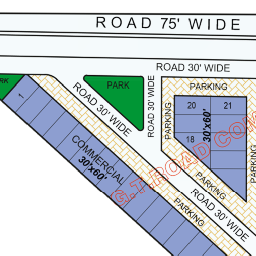 ROAD 75' WIDE
ROAD 30' WIDE
PARK
PARK
PARKING
ROAD 30' WIDE
ROAD 30' WIDE
PARKING
20 21
30'x60'
18
1
COMMERCIAL
30'x60'
G.T.ROAD
PARKING
PARKING
ROAD 30' WIDE